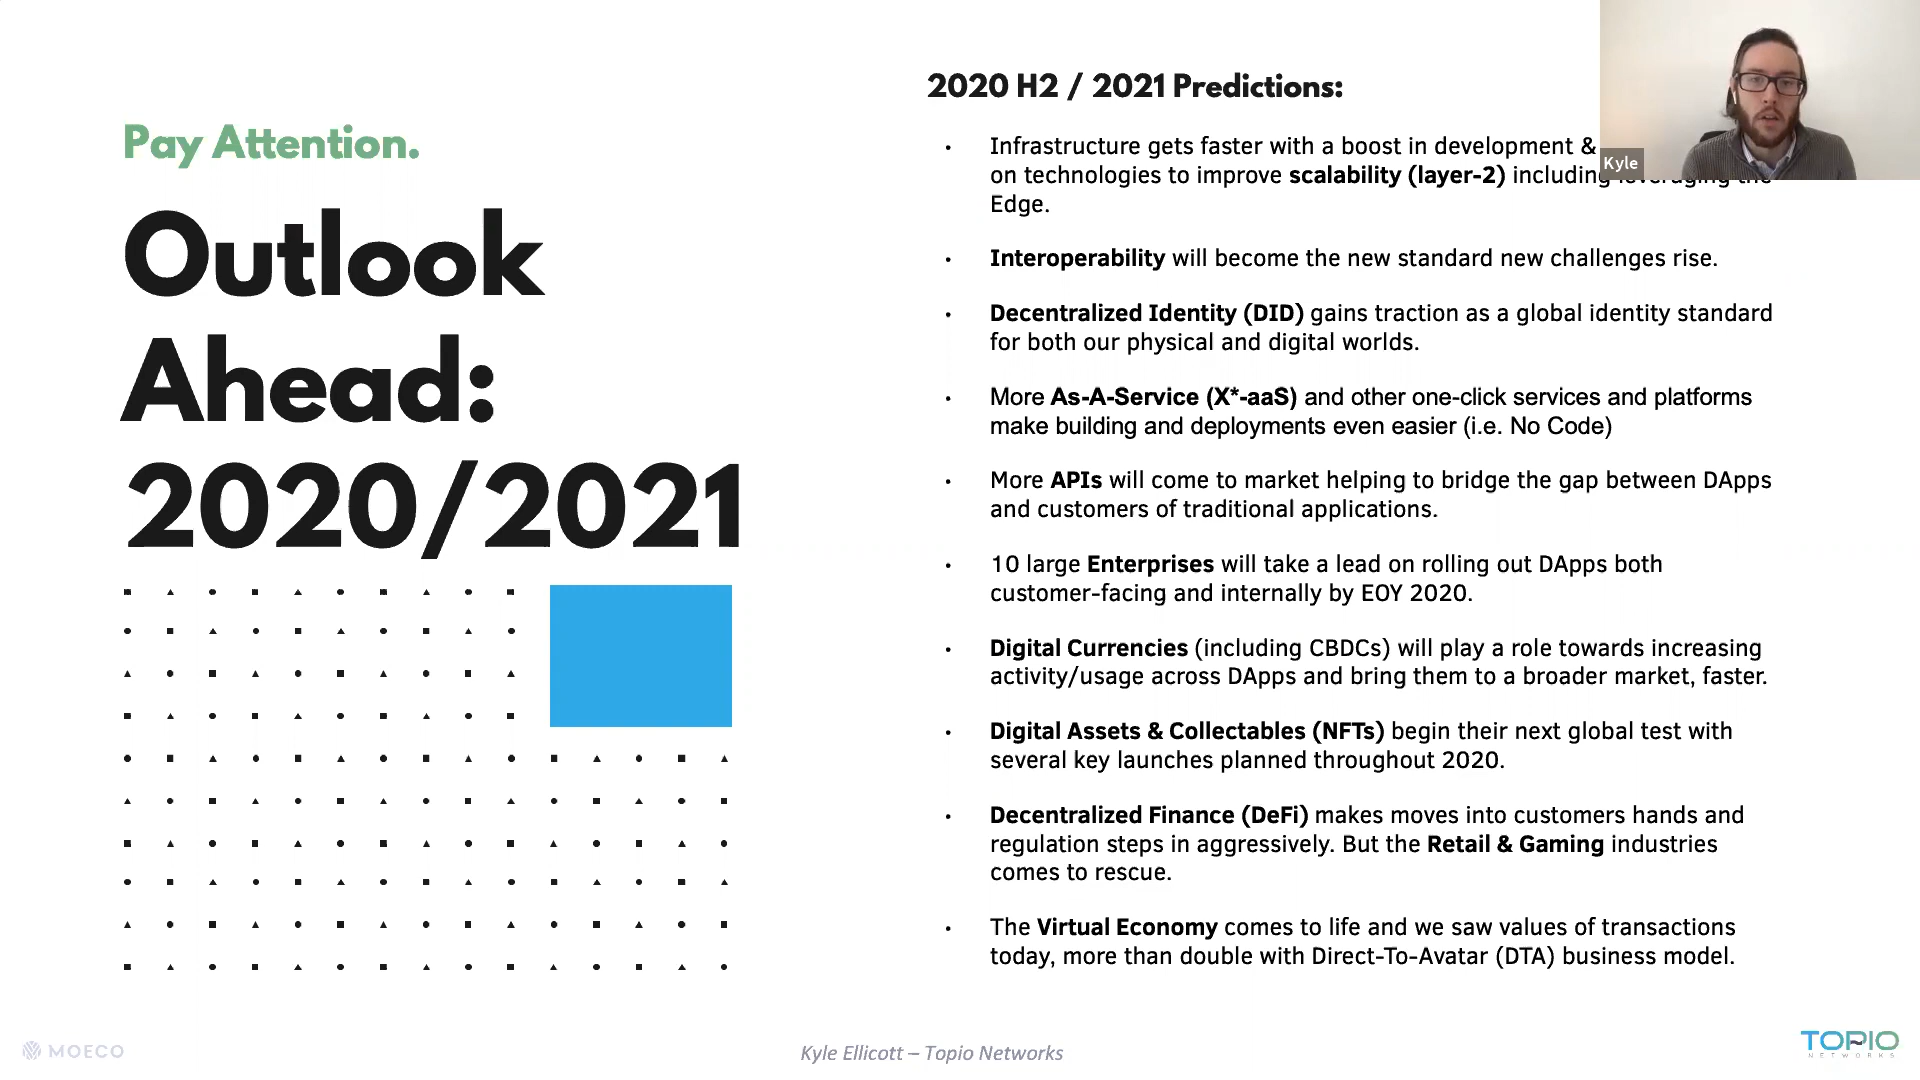 Pay Attention.
Outlook
Ahead:
2020/2021
2020 H2 / 2021 Predictions:
Infrastructure gets faster with a boost in development &
on technologies to improve scalability (layer-2) including leveraging the
Edge.
Interoperability will become the new standard new challenges rise.
Decentralized Identity (DID) gains traction as a global identity standard
for both our physical and digital worlds.
More As-A-Service (X*-aaS) and other one-click services and platforms
make building and deployments even easier (i.e. No Code)
More APIs will come to market helping to bridge the gap between DApps
and customers of traditional applications.
10 large Enterprises will take a lead on rolling out DApps both
customer-facing and internally by EOY 2020.
Digital Currencies (including CBDCs) will play a role towards increasing
activity/usage across DApps and bring them to a broader market, faster.
Digital Assets & Collectables (NFTs) begin their next global test with
several key launches planned throughout 2020.
Decentralized Finance (DeFi) makes moves into customers hands and
regulation steps in aggressively. But the Retail & Gaming industries
comes to rescue.
The Virtual Economy comes to life and we saw values of transactions
today, more than double with Direct-To-Avatar (DTA) business model.
Kyle
MOECO
Kyle Ellicott – Topio Networks
TOPIO
NETWORKS